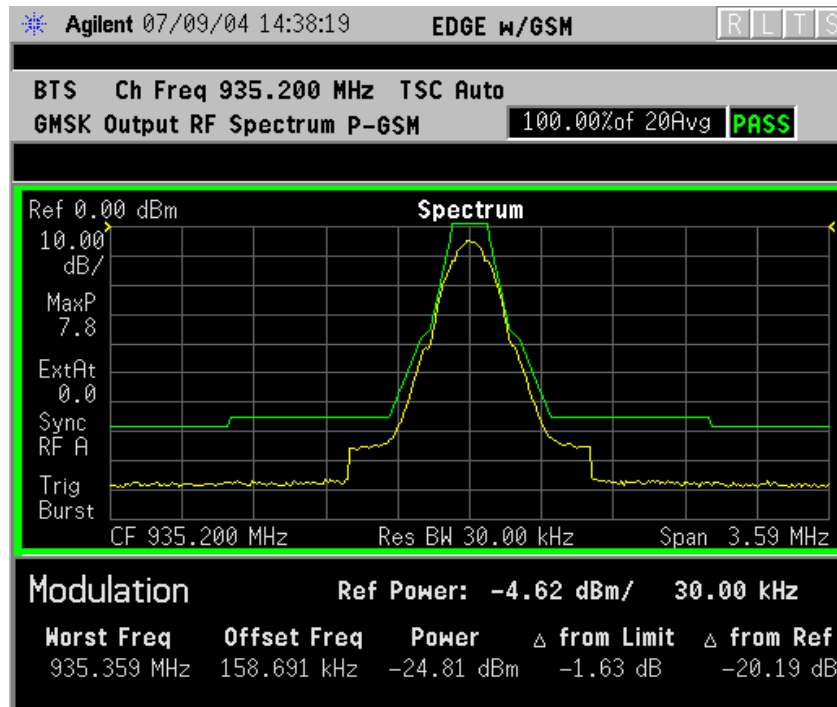 Agilent 07/09/04 14:38:19 EDGE w/GSM R L T S
BTS Ch Freq 935.200 MHz TSC Auto
GMSK Output RF Spectrum P-GSM 100.00%of 20Avg PASS
Ref 0.00 dBm Spectrum
10.00
dB/
MaxP
7.8
ExtAt
0.0
Sync
RF A
Trig
Burst
CF 935.200 MHz Res BW 30.00 kHz Span 3.59 MHz
Modulation Ref Power: -4.62 dBm/ 30.00 kHz
Worst Freq Offset Freq Power △ from Limit △ from Ref
935.359 MHz 158.691 kHz -24.81 dBm -1.63 dB -20.19 dB